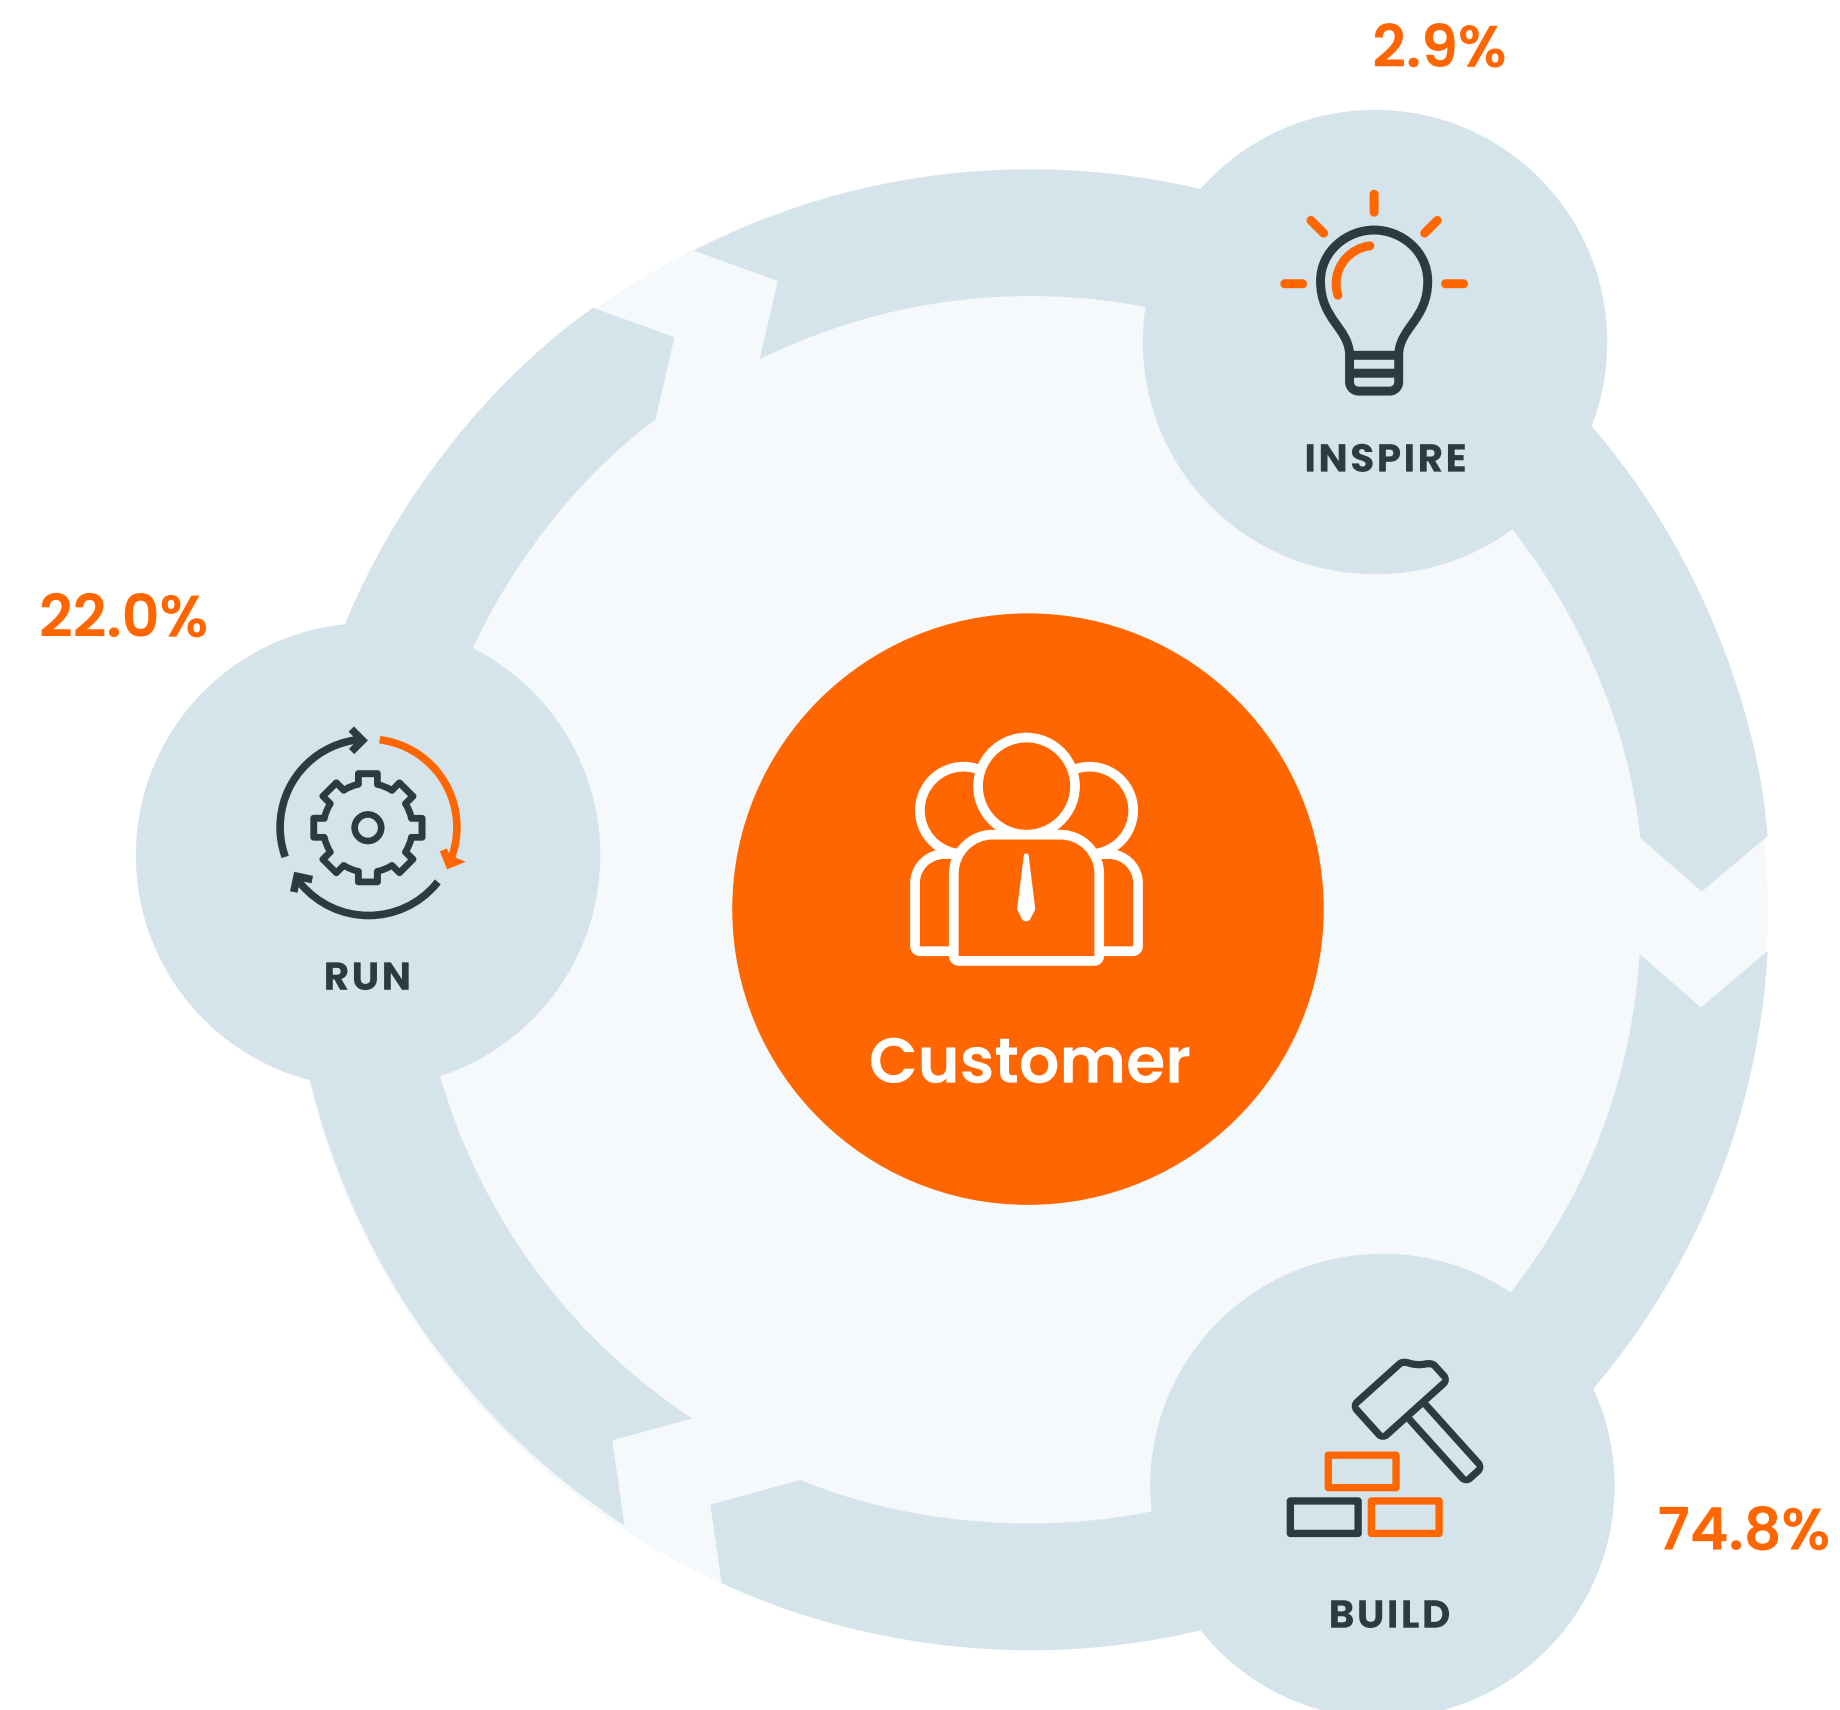 2.9%
INSPIRE
22.0%
RUN
Customer
74.8%
BUILD